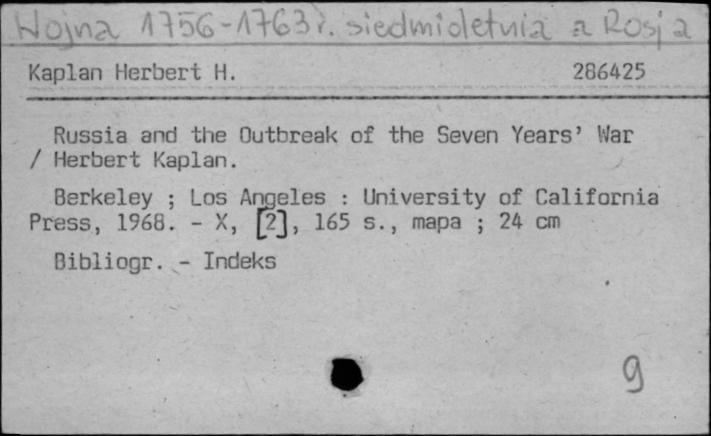 Wojna 1756-1763 r. siedmioletnia a Rosja
Kaplan Herbert H. 286425
Russia and the Outbreak of the Seven Years' War
/ Herbert Kaplan.
Berkeley ; Los Angeles : University of California
Press, 1968. - X, [2], 165 s., mapa ; 24 cm
Bibliogr. - Indeks
9